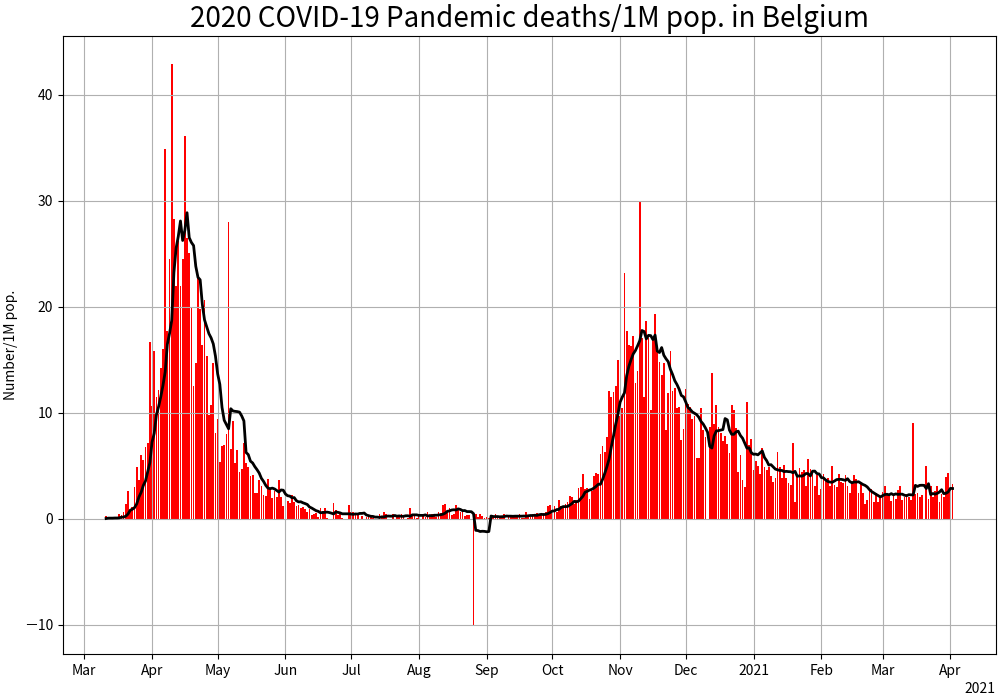 2020 COVID-19 Pandemic deaths/1M pop. in Belgium
Number/1M pop.
40
30
20
10
0
−10
Mar Apr May Jun Jul Aug Sep Oct Nov Dec 2021 Feb Mar Apr
2021